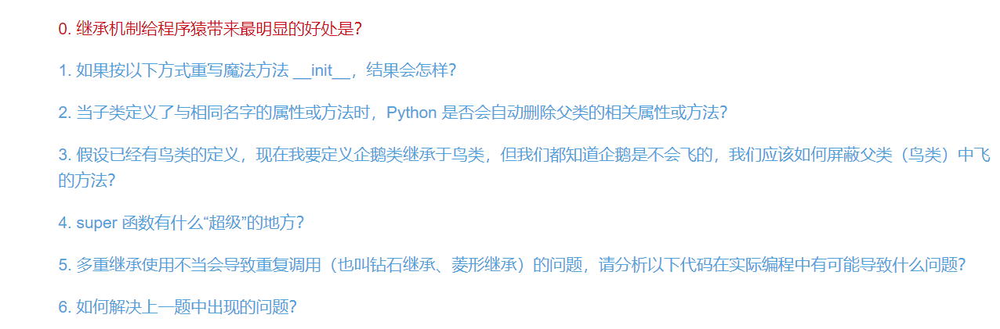 0. 继承机制给程序猿带来最明显的好处是？
1. 如果按以下方式重写魔法方法 __init__，结果会怎样？
2. 当子类定义了与相同名字的属性或方法时，Python 是否会自动删除父类的相关属性或方法？
3. 假设已经有鸟类的定义，现在我要定义企鹅类继承于鸟类，但我们都知道企鹅是不会飞的，我们应该如何屏蔽父类（鸟类）中飞
的方法？
4. super 函数有什么“超级”的地方？
5. 多重继承使用不当会导致重复调用（也叫钻石继承、菱形继承）的问题，请分析以下代码在实际编程中有可能导致什么问题？
6. 如何解决上一题中出现的问题？